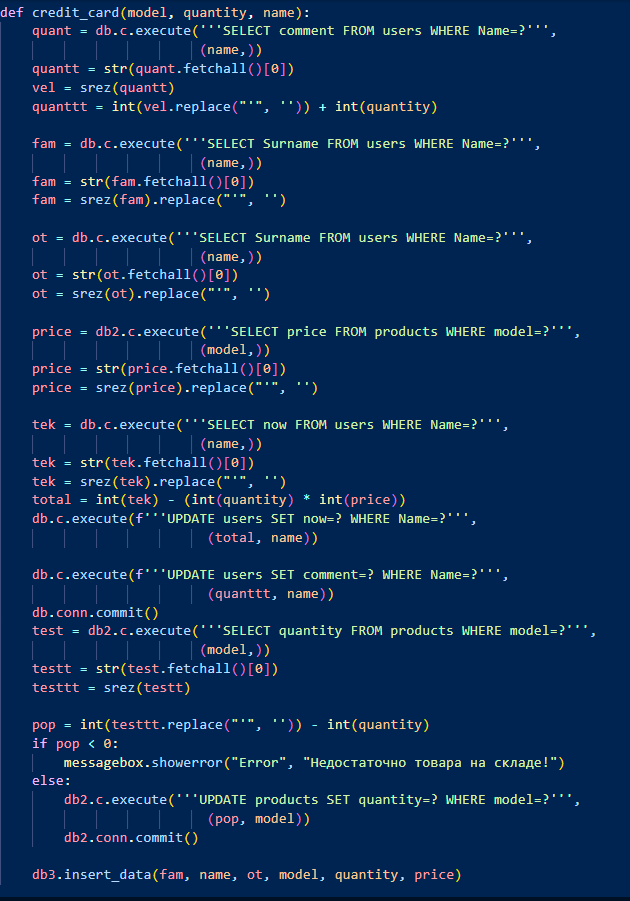 def credit_card(model, quantity, name):
    quant = db.c.execute('''SELECT comment FROM users WHERE Name=?''',
                         (name,))
    quantt = str(quant.fetchall()[0])
    vel = srez(quantt)
    quanttt = int(vel.replace("'", '')) + int(quantity)

    fam = db.c.execute('''SELECT Surname FROM users WHERE Name=?''',
                         (name,))
    fam = str(fam.fetchall()[0])
    fam = srez(fam).replace("'", '')

    ot = db.c.execute('''SELECT Surname FROM users WHERE Name=?''',
                         (name,))
    ot = str(ot.fetchall()[0])
    ot = srez(ot).replace("'", '')

    price = db2.c.execute('''SELECT price FROM products WHERE model=?''',
                         (model,))
    price = str(price.fetchall()[0])
    price = srez(price).replace("'", '')

    tek = db.c.execute('''SELECT now FROM users WHERE Name=?''',
                         (name,))
    tek = str(tek.fetchall()[0])
    tek = srez(tek).replace("'", '')
    total = int(tek) - (int(quantity) * int(price))
    db.c.execute(f'''UPDATE users SET now=? WHERE Name=?''',
                          (total, name))

    db.c.execute(f'''UPDATE users SET comment=? WHERE Name=?''',
                          (quanttt, name))
    db.conn.commit()
    test = db2.c.execute('''SELECT quantity FROM products WHERE model=?''',
                         (model,))
    testt = str(test.fetchall()[0])
    testtt = srez(testt)

    pop = int(testtt.replace("'", '')) - int(quantity)
    if pop < 0:
        messagebox.showerror("Error", "Недостаточно товара на складе!")
    else:
        db2.c.execute('''UPDATE products SET quantity=? WHERE model=?''',
                          (pop, model))
        db2.conn.commit()

    db3.insert_data(fam, name, ot, model, quantity, price)